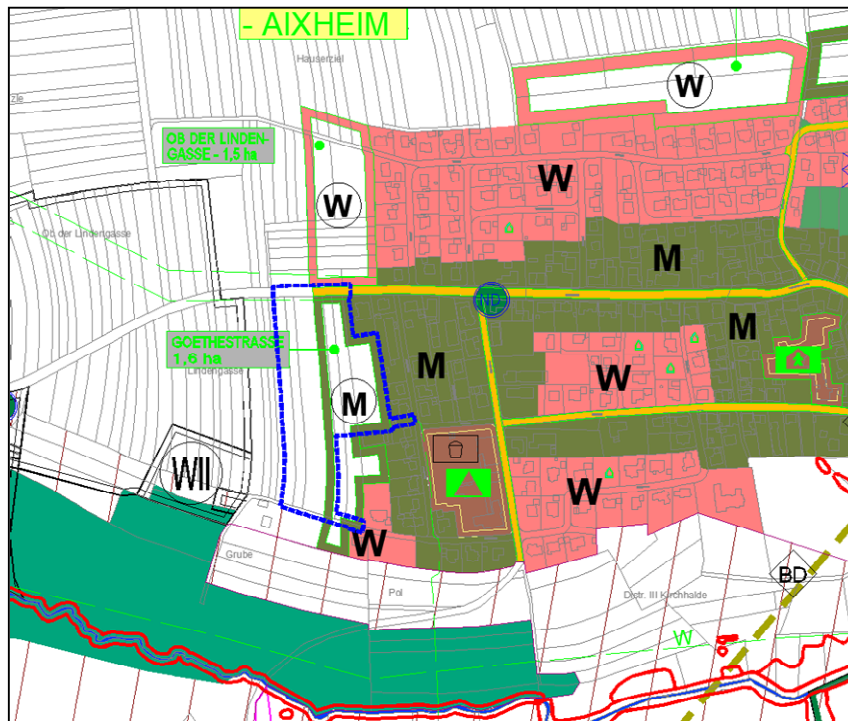 - AIXHEIM
Hauserziel
W
OB DER LINDEN-
GASSE - 1,5 ha
W
W
Ob der Lindengasse
M
ND
GOETHESTRASSE
1,6 ha
Lindengasse
M
M
W
M
WII
W
W
Grube
Pol
Distr. III Kirchhalde
BD
W